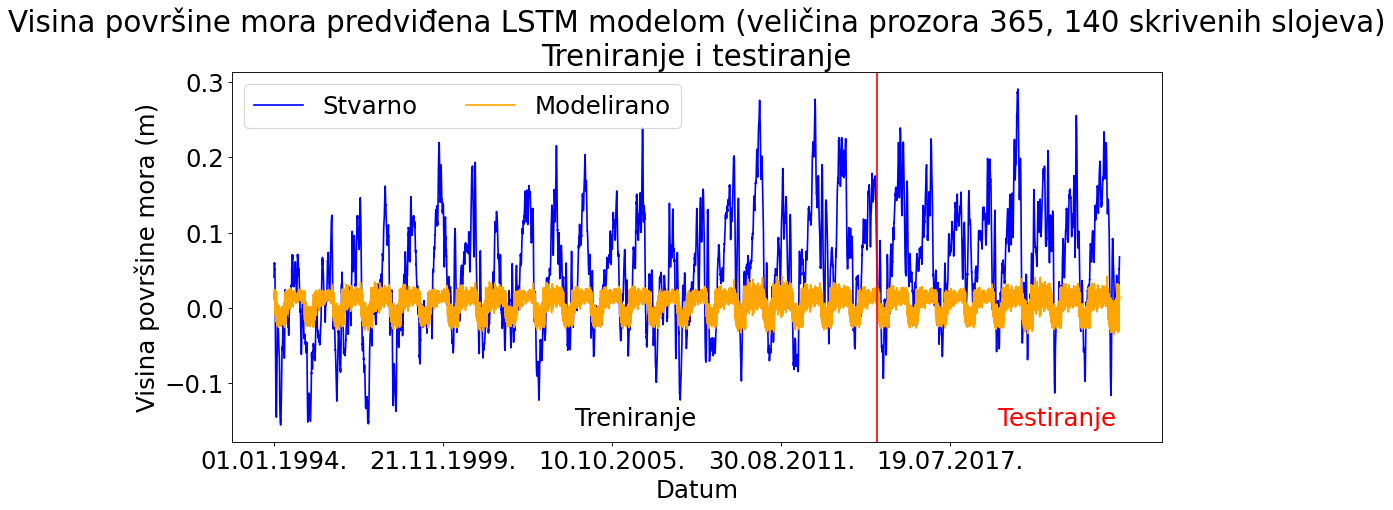 Visina površine mora predviđena LSTM modelom (veličina prozora 365, 140 skrivenih slojeva)
Treniranje i testiranje
Stvarno
Modelirano
Visina površine mora (m)
0.3
0.2
0.1
0.0
−0.1
Treniranje
Testiranje
01.01.1994.
21.11.1999.
10.10.2005.
30.08.2011.
19.07.2017.
Datum